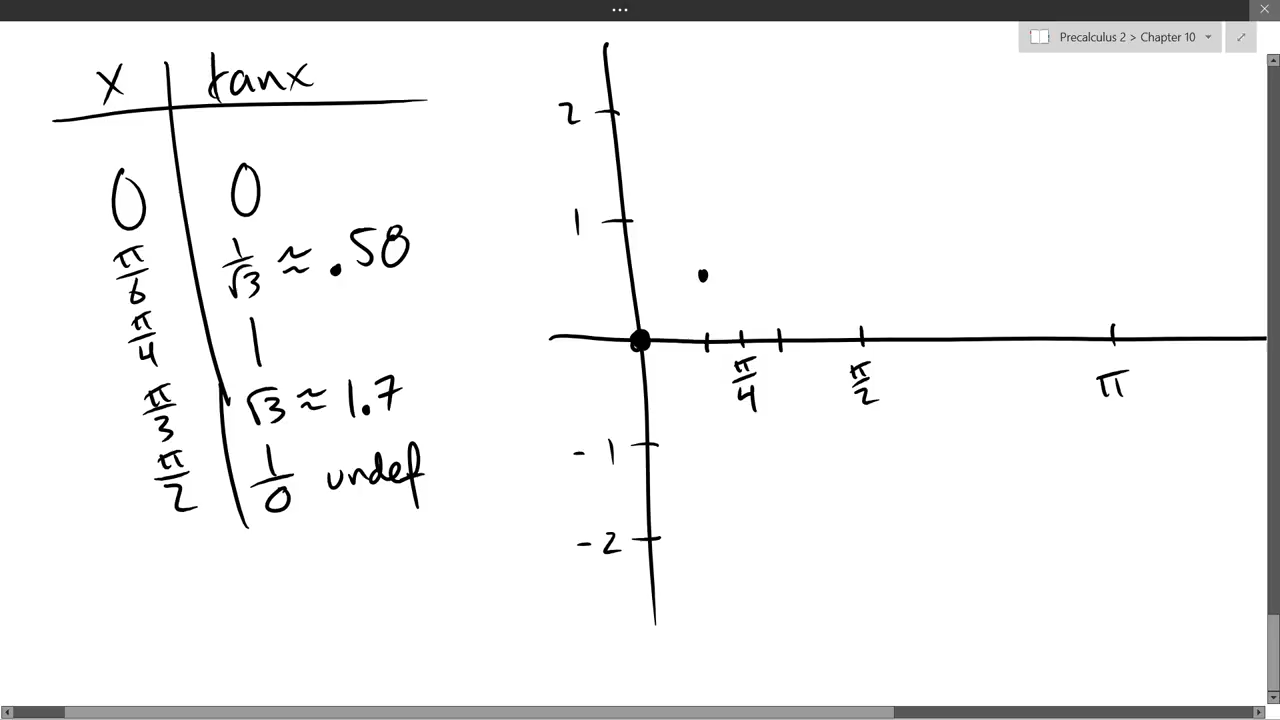 Precalculus 2 > Chapter 10
x tanx
0 0
π/6 1/√3 ≈ .58
π/4 1
π/3 √3 ≈ 1.7
π/2 1/0 undef
2
1
π/4 π/2 π
- 1
- 2